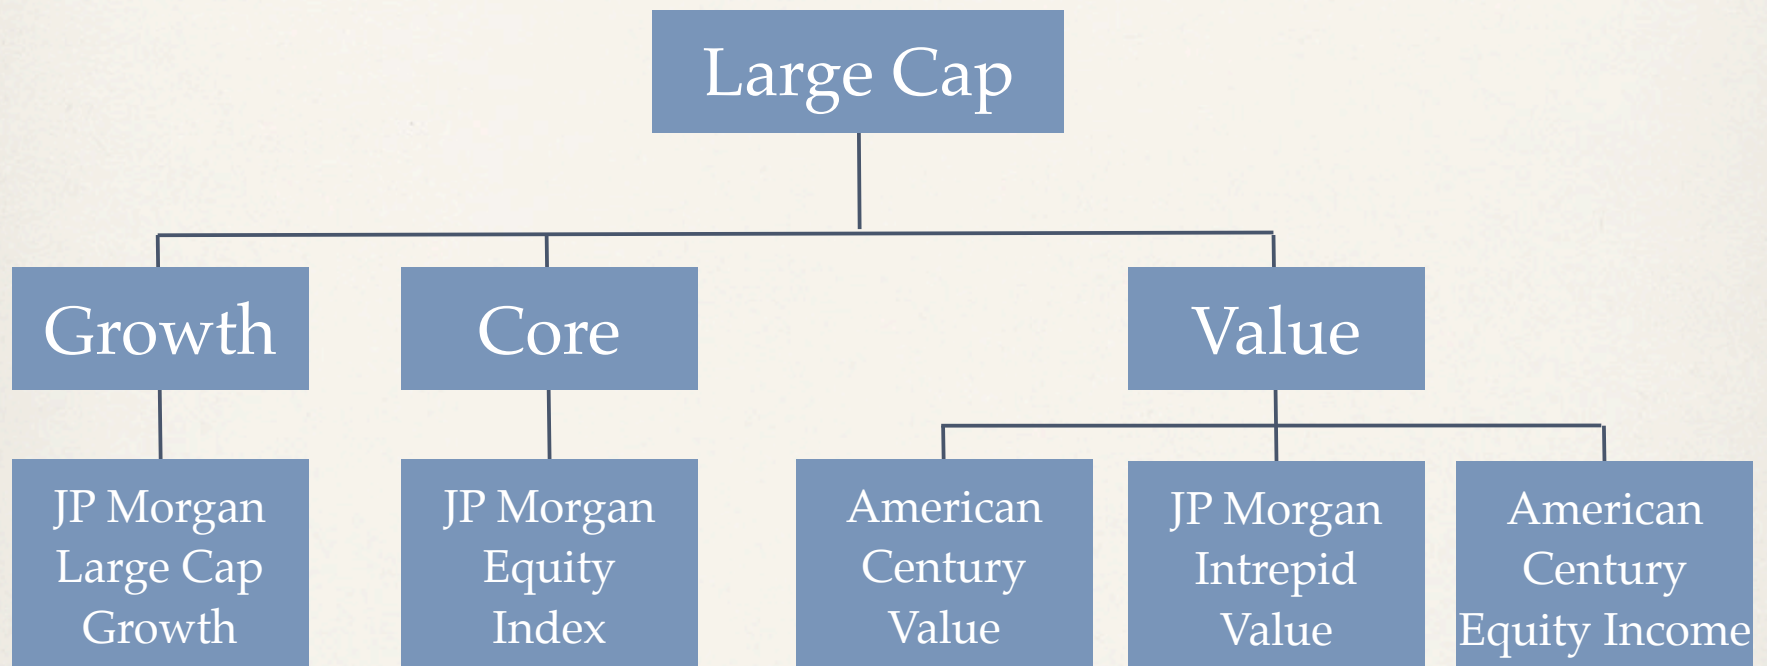 Large Cap
Growth
Core
Value
JP Morgan
Large Cap
Growth
JP Morgan
Equity
Index
American
Century
Value
JP Morgan
Intrepid
Value
American
Century
Equity Income